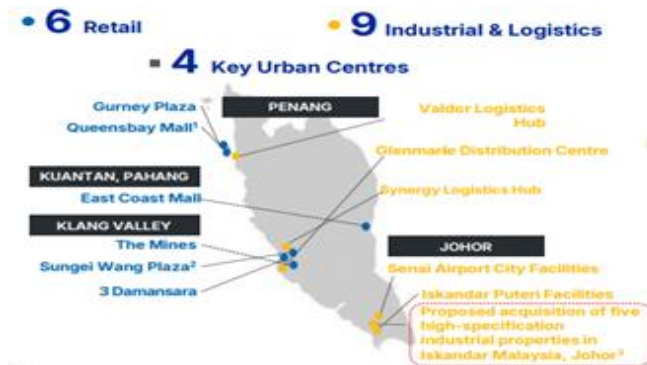 6 Retail
9 Industrial & Logistics
4 Key Urban Centres
Gurney Plaza
Queensbay Mall¹
PENANG
Valdor Logistics
Hub
Glenmarie Distribution Centre
KUANTAN, PAHANG
East Coast Mall
Synergy Logistics Hub
KLANG VALLEY
The Mines
Sungei Wang Plaza²
3 Damansara
JOHOR
Senai Airport City Facilities
Iskandar Puteri Facilities
Proposed acquisition of five
high-specification
industrial properties in
Iskandar Malaysia, Johor³